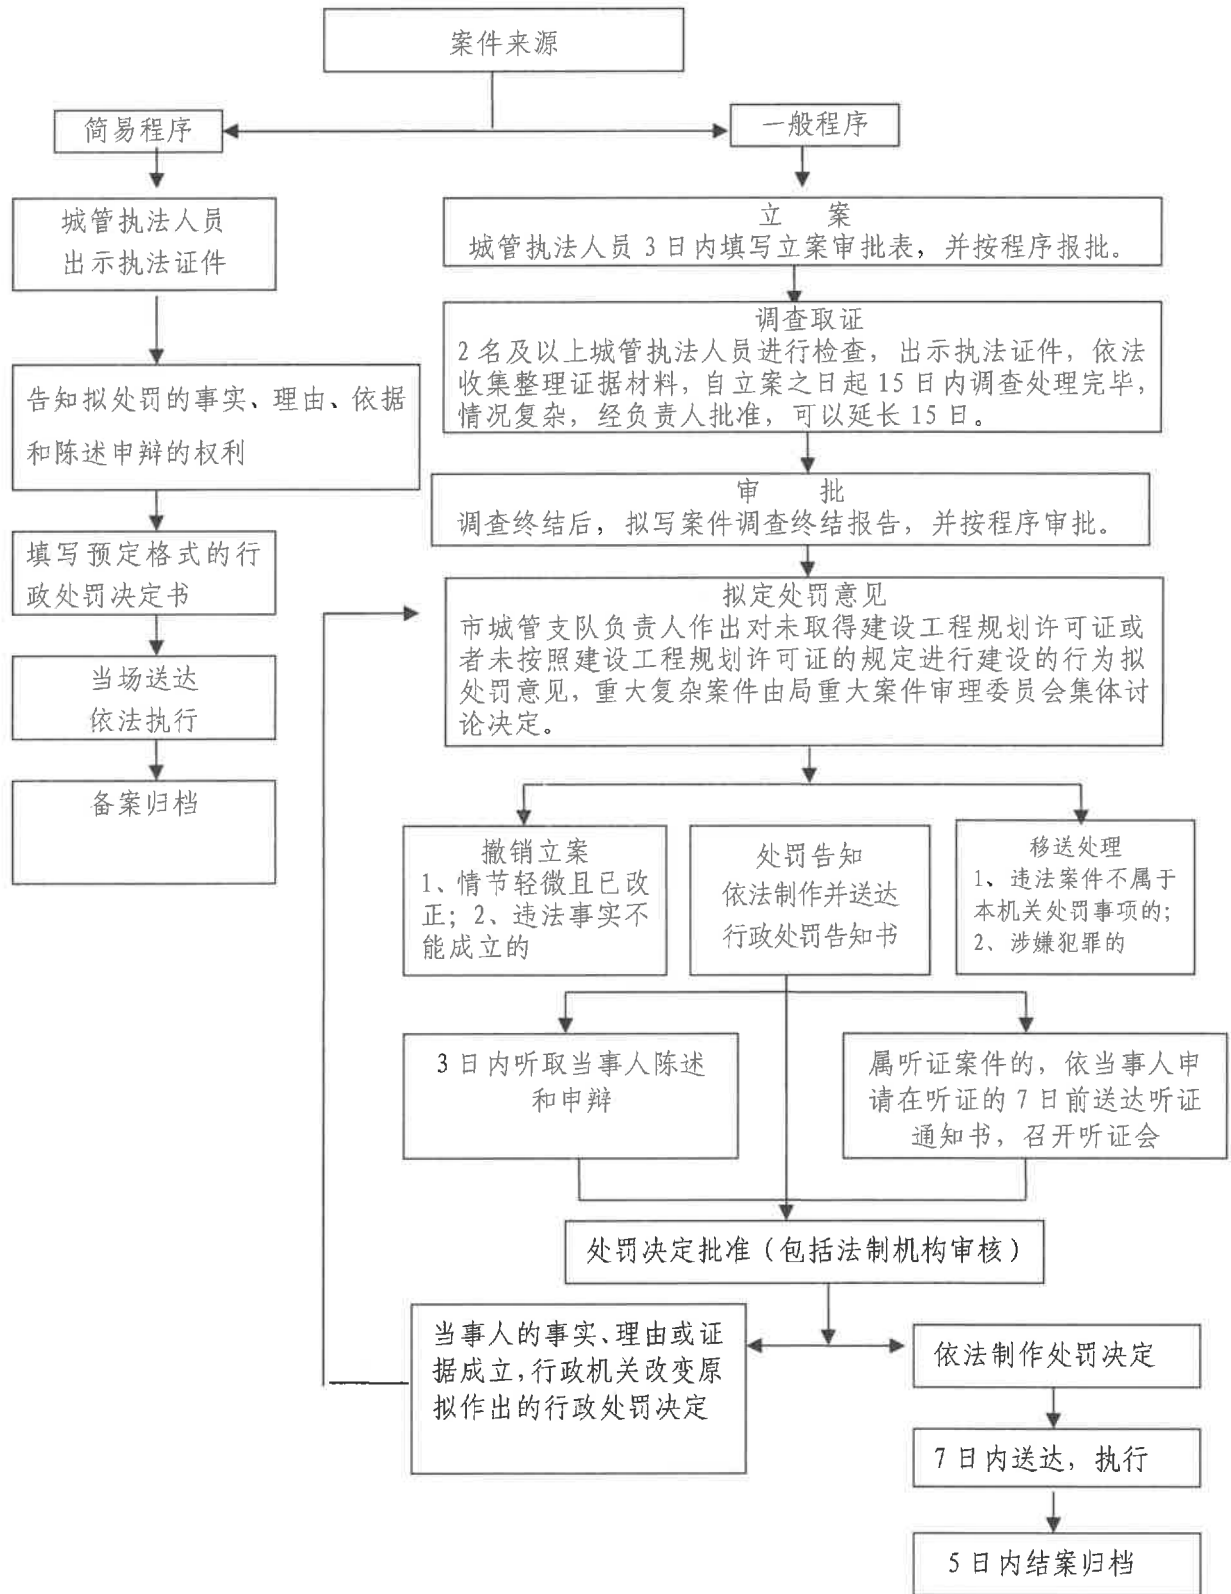 案件来源
简易程序
一般程序
城管执法人员
出示执法证件
告知拟处罚的事实、理由、依据
和陈述申辩的权利
填写预定格式的行
政处罚决定书
当场送达
依法执行
备案归档
立 案
城管执法人员 3 日内填写立案审批表，并按程序报批。
调查取证
2 名及以上城管执法人员进行检查，出示执法证件，依法
收集整理证据材料，自立案之日起 15 日内调查处理完毕，
情况复杂，经负责人批准，可以延长 15 日。
审 批
调查终结后，拟写案件调查终结报告，并按程序审批。
拟定处罚意见
市城管支队负责人作出对未取得建设工程规划许可证或
者未按照建设工程规划许可证的规定进行建设的行为拟
处罚意见，重大复杂案件由局重大案件审理委员会集体讨
论决定。
撤销立案
1、情节轻微且已改
正；2、违法事实不
能成立的
处罚告知
依法制作并送达
行政处罚告知书
移送处理
1、违法案件不属于
本机关处罚事项的；
2、涉嫌犯罪的
3 日内听取当事人陈述
和申辩
属听证案件的，依当事人申
请在听证的 7 日前送达听证
通知书，召开听证会
处罚决定批准（包括法制机构审核）
当事人的事实、理由或证
据成立，行政机关改变原
拟作出的行政处罚决定
依法制作处罚决定
7 日内送达，执行
5 日内结案归档